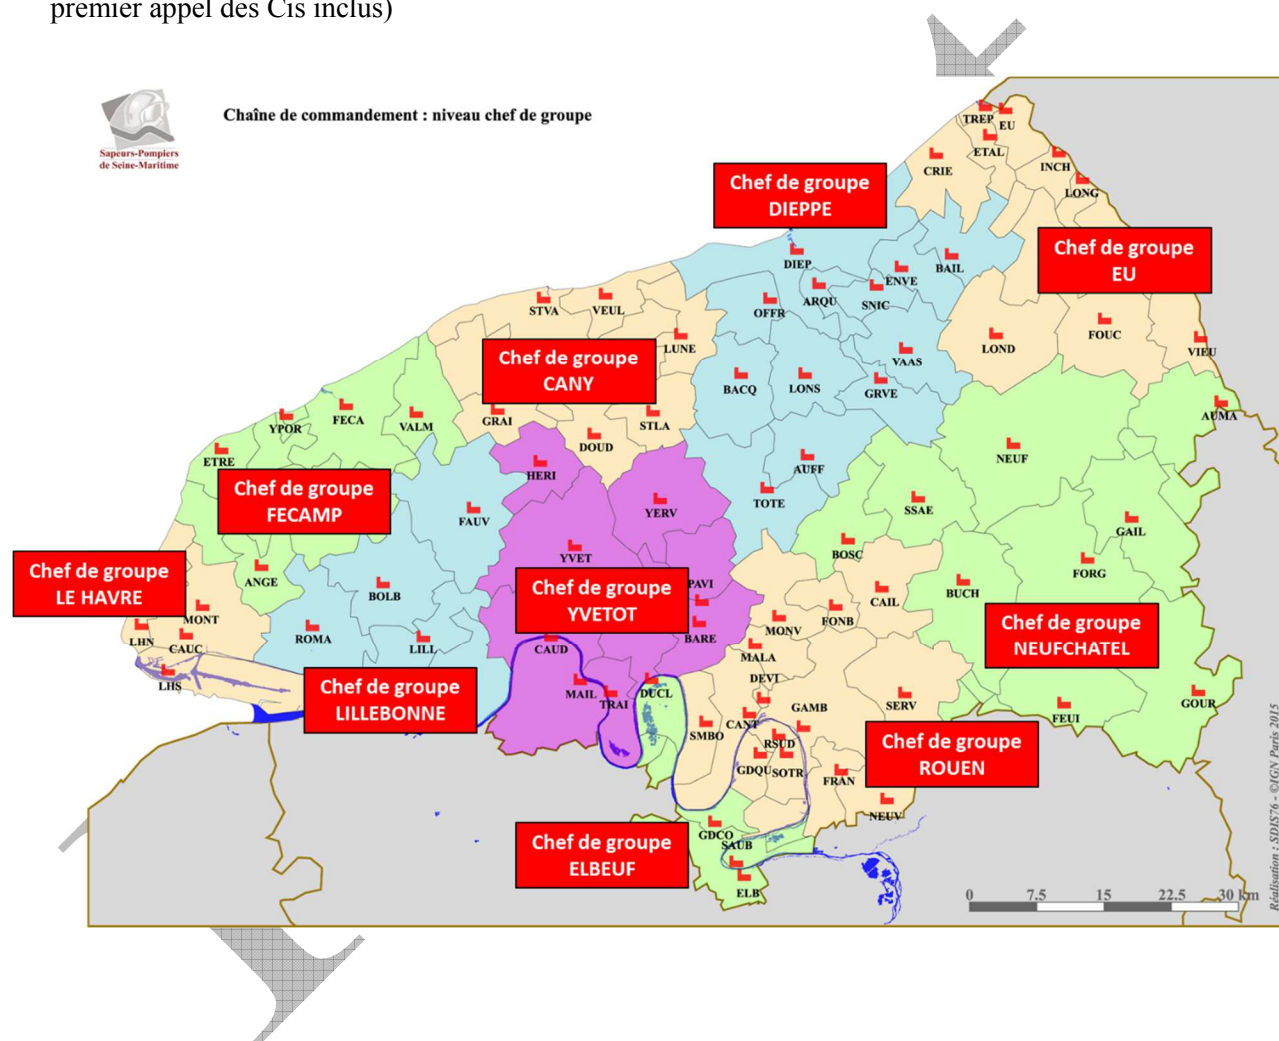 premier appel des Cis inclus)
Chaîne de commandement : niveau chef de groupe
Sapeurs-Pompiers
de Seine-Maritime
TREP
EU
ETAL
CRIE
INCH
LONG
Chef de groupe
DIEPPE
Chef de groupe
EU
DIEP
ENVE
BAIL
ARQU
SNIC
OFFR
STVA
VEUL
LUNE
LOND
FOUC
VIEU
VAAS
Chef de groupe
CANY
BACQ
LONS
GRVE
AUMA
YPOR
FECA
VALM
GRAI
STLA
DOUD
NEUF
ETRE
HERI
AUFF
Chef de groupe
FECAMP
FAUV
YERV
TOTE
SSAE
GAIL
YVET
BOSC
FORG
Chef de groupe
LE HAVRE
ANGE
BOLB
Chef de groupe
YVETOT
PAVI
CAIL
BUCH
MONT
FONB
MONV
Chef de groupe
NEUFCHATEL
LHN
CAUC
ROMA
LILL
CAUD
BARE
MALA
LHS
Chef de groupe
LILLEBONNE
MAIL
TRAI
DUCL
DEVI
GAMB
SERV
GOUR
FEUI
SMBO
CANT
RSUD
Chef de groupe
ROUEN
GDQU
SOTR
FRAN
NEUV
Chef de groupe
ELBEUF
GDCO
SAUB
ELB
0 7.5 15 22.5 30 km
Réalisation : SDIS76 - ©IGN Paris 2015